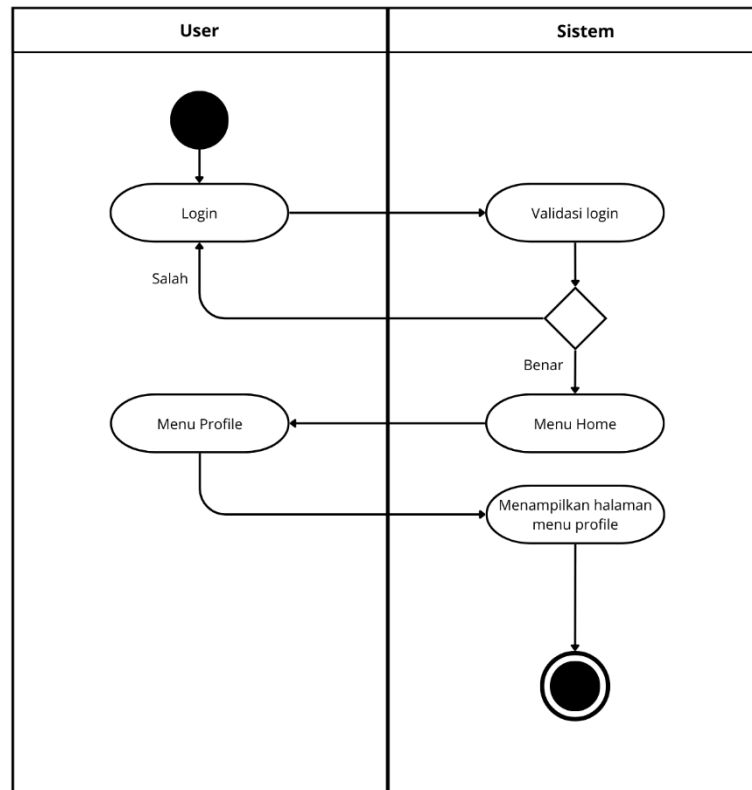 User
Sistem
Login
Validasi login
Salah
Benar
Menu Profile
Menu Home
Menampilkan halaman
menu profile